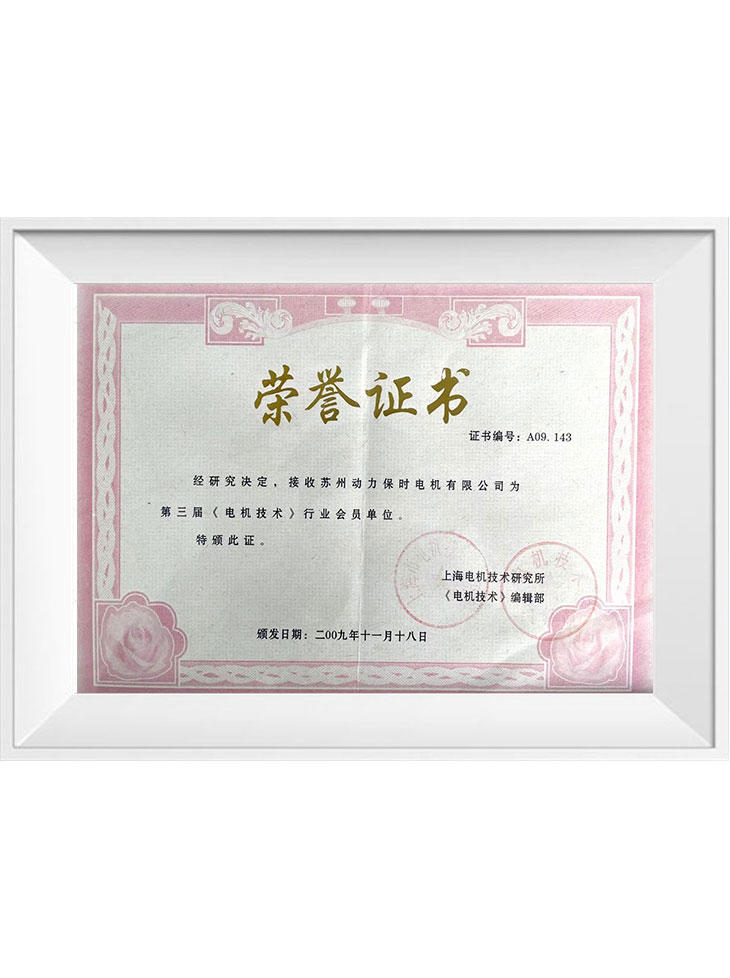 荣誉证书
证书编号：A09.143
经研究决定，接收苏州动力保时电机有限公司为
第三届《电机技术》行业会员单位。
特颁此证。
上海电机技术研究所
《电机技术》编辑部
颁发日期：二00九年十一月十八日
电机技术